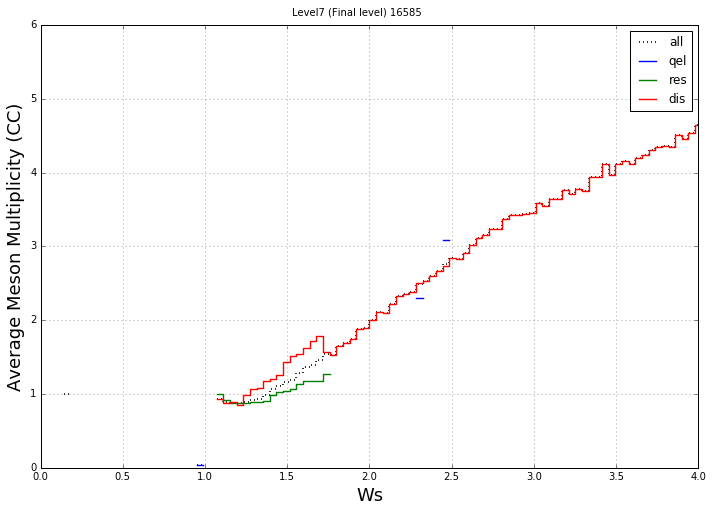 Level7 (Final level) 16585
Average Meson Multiplicity (CC)
6
5
4
3
2
1
0
all
qel
res
dis
0.0 0.5 1.0 1.5 2.0 2.5 3.0 3.5 4.0
Ws